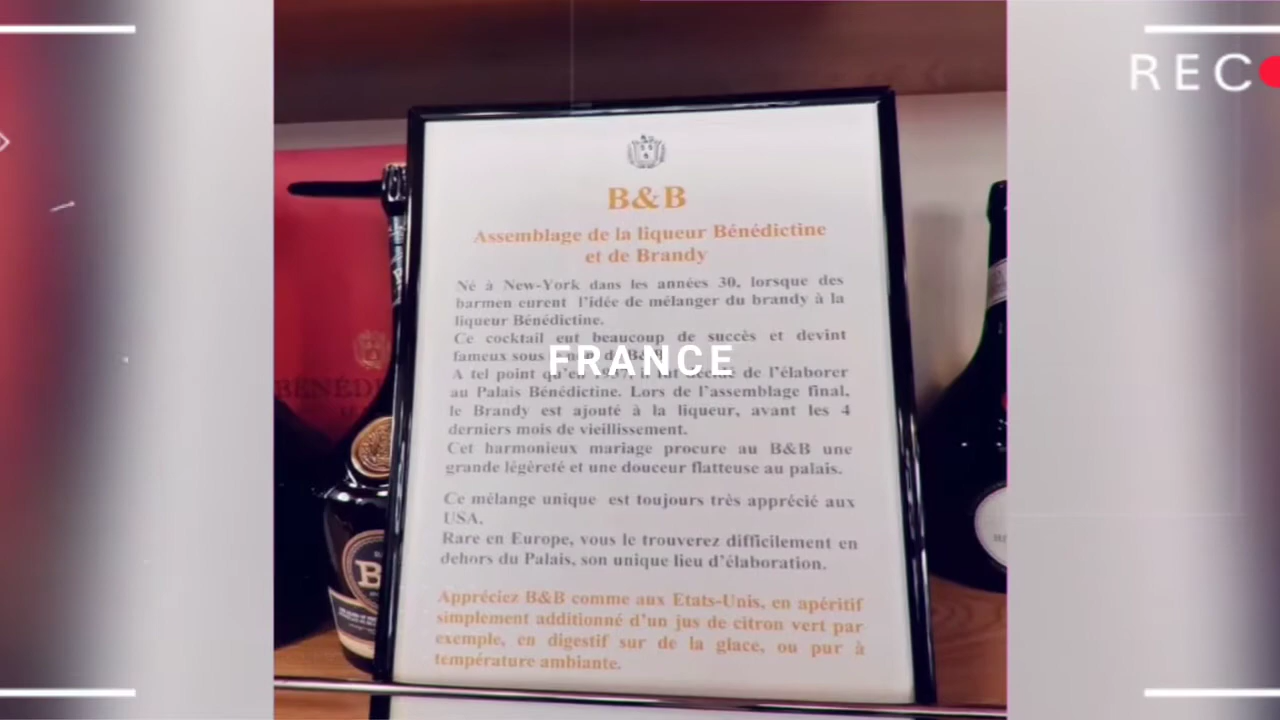 REC
B&B
Assemblage de la liqueur Bénédictine
et de Brandy
Né à New-York dans les années 30, lorsque des
barmen eurent l'idée de mélanger du brandy à la
liqueur Bénédictine.
Ce cocktail eut beaucoup de succès et devint
fameux sous
FRANCE
A tel point qu'en 1937, il fut décidé de l'élaborer
au Palais Bénédictine. Lors de l'assemblage final,
le Brandy est ajouté à la liqueur, avant les 4
derniers mois de vieillissement.
Cet harmonieux mariage procure au B&B une
grande légèreté et une douceur flatteuse au palais.
Ce mélange unique est toujours très apprécié aux
USA.
Rare en Europe, vous le trouverez difficilement en
dehors du Palais, son unique lieu d'élaboration.
Appréciez B&B comme aux Etats-Unis, en apéritif
simplement additionné d'un jus de citron vert par
exemple, en digestif sur de la glace, ou pur à
température ambiante.